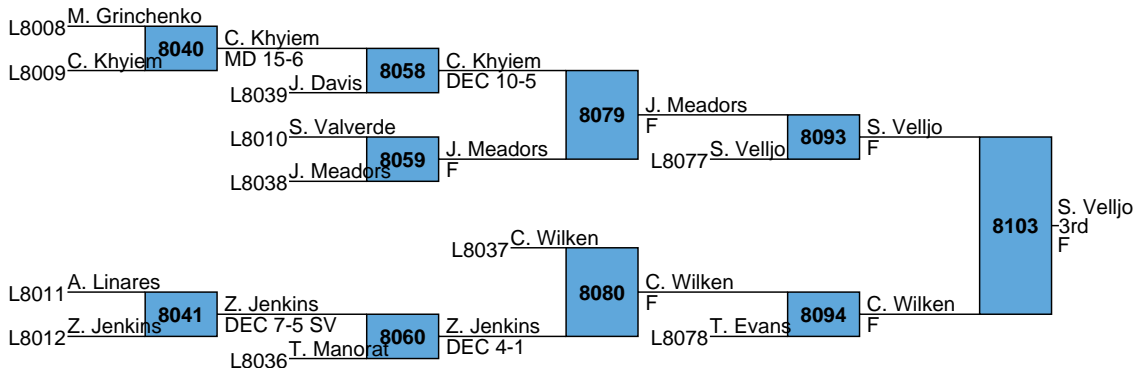 M. Grinchenko
L8008
8040
C. Khyiem
MD 15-6
L8009
C. Khyiem
8058
C. Khyiem
DEC 10-5
L8039
J. Davis
8079
J. Meadors
F
L8010
S. Valverde
8059
J. Meadors
F
L8038
J. Meadors
L8077
S. Velljo
8093
S. Velljo
F
8103
S. Velljo
3rd
F
L8037
C. Wilken
8080
C. Wilken
F
L8011
A. Linares
8041
Z. Jenkins
DEC 7-5 SV
L8012
Z. Jenkins
8060
Z. Jenkins
DEC 4-1
L8036
T. Manorat
L8078
T. Evans
8094
C. Wilken
F